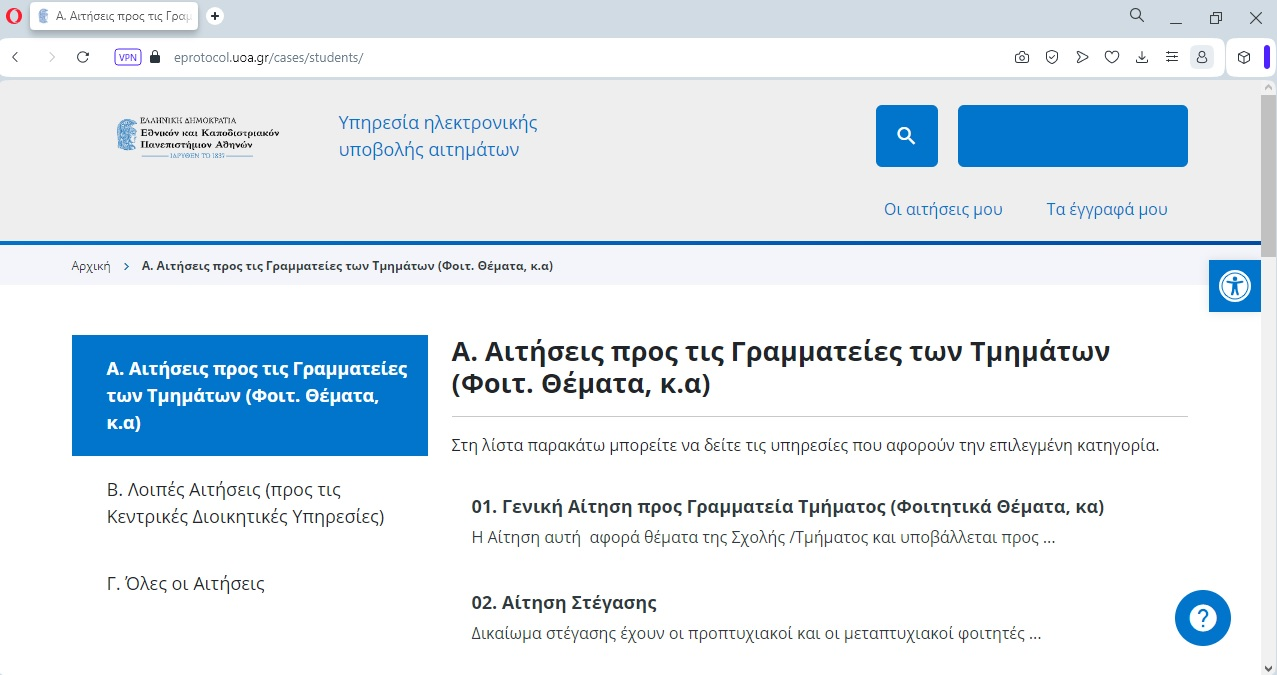 Α. Αιτήσεις προς τις Γραμ
VPN
eprotocol.uoa.gr/cases/students/
ΕΛΛΗΝΙΚΗ ΔΗΜΟΚΡΑΤΙΑ
Εθνικόν και Καποδιστριακόν
Πανεπιστήμιον Αθηνών
ΙΔΡΥΘΕΝ ΤΟ 1837
Υπηρεσία ηλεκτρονικής
υποβολής αιτημάτων
Οι αιτήσεις μου
Τα έγγραφά μου
Αρχική
Α. Αιτήσεις προς τις Γραμματείες των Τμημάτων (Φοιτ. Θέματα, κ.α)
Α. Αιτήσεις προς τις Γραμματείες
των Τμημάτων (Φοιτ. Θέματα,
κ.α)
Β. Λοιπές Αιτήσεις (προς τις
Κεντρικές Διοικητικές Υπηρεσίες)
Γ. Όλες οι Αιτήσεις
Α. Αιτήσεις προς τις Γραμματείες των Τμημάτων
(Φοιτ. Θέματα, κ.α)
Στη λίστα παρακάτω μπορείτε να δείτε τις υπηρεσίες που αφορούν την επιλεγμένη κατηγορία.
01. Γενική Αίτηση προς Γραμματεία Τμήματος (Φοιτητικά Θέματα, κα)
Η Αίτηση αυτή  αφορά θέματα της Σχολής /Τμήματος και υποβάλλεται προς ...
02. Αίτηση Στέγασης
Δικαίωμα στέγασης έχουν οι προπτυχιακοί και οι μεταπτυχιακοί φοιτητές ...